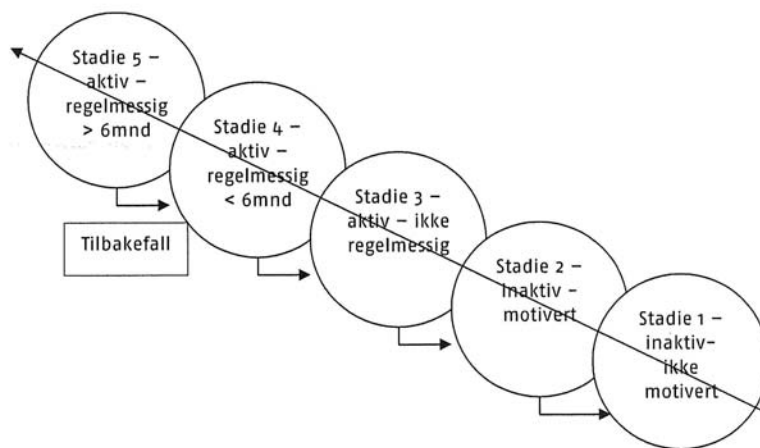 Stadie 5 –
aktiv –
regelmessig
> 6mnd
Stadie 4 –
aktiv –
regelmessig
< 6mnd
Stadie 3 –
aktiv – ikke
regelmessig
Stadie 2 –
inaktiv –
motivert
Stadie 1 –
inaktiv–
ikke
motivert
Tilbakefall